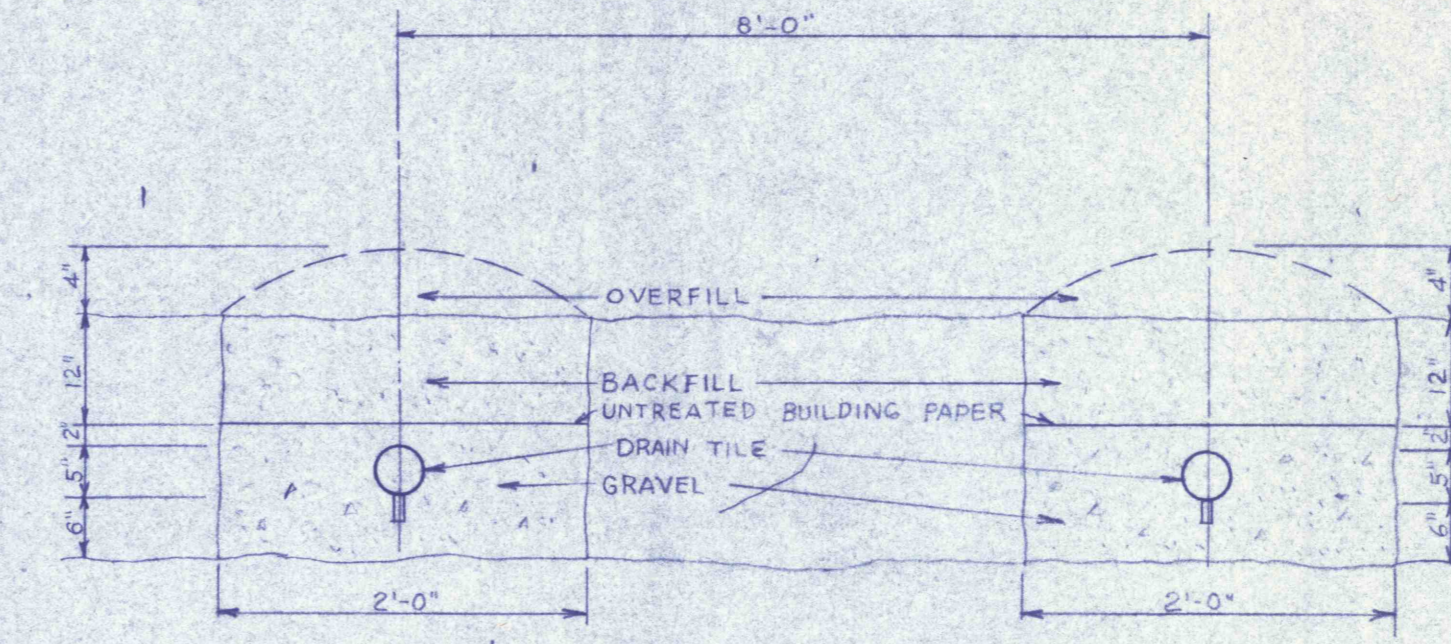 8'-0"
4"
4"
OVERFILL
12"
12"
BACKFILL
UNTREATED BUILDING PAPER
2"
2"
DRAIN TILE
5"
5"
GRAVEL
6"
6"
2'-0"
2'-0"